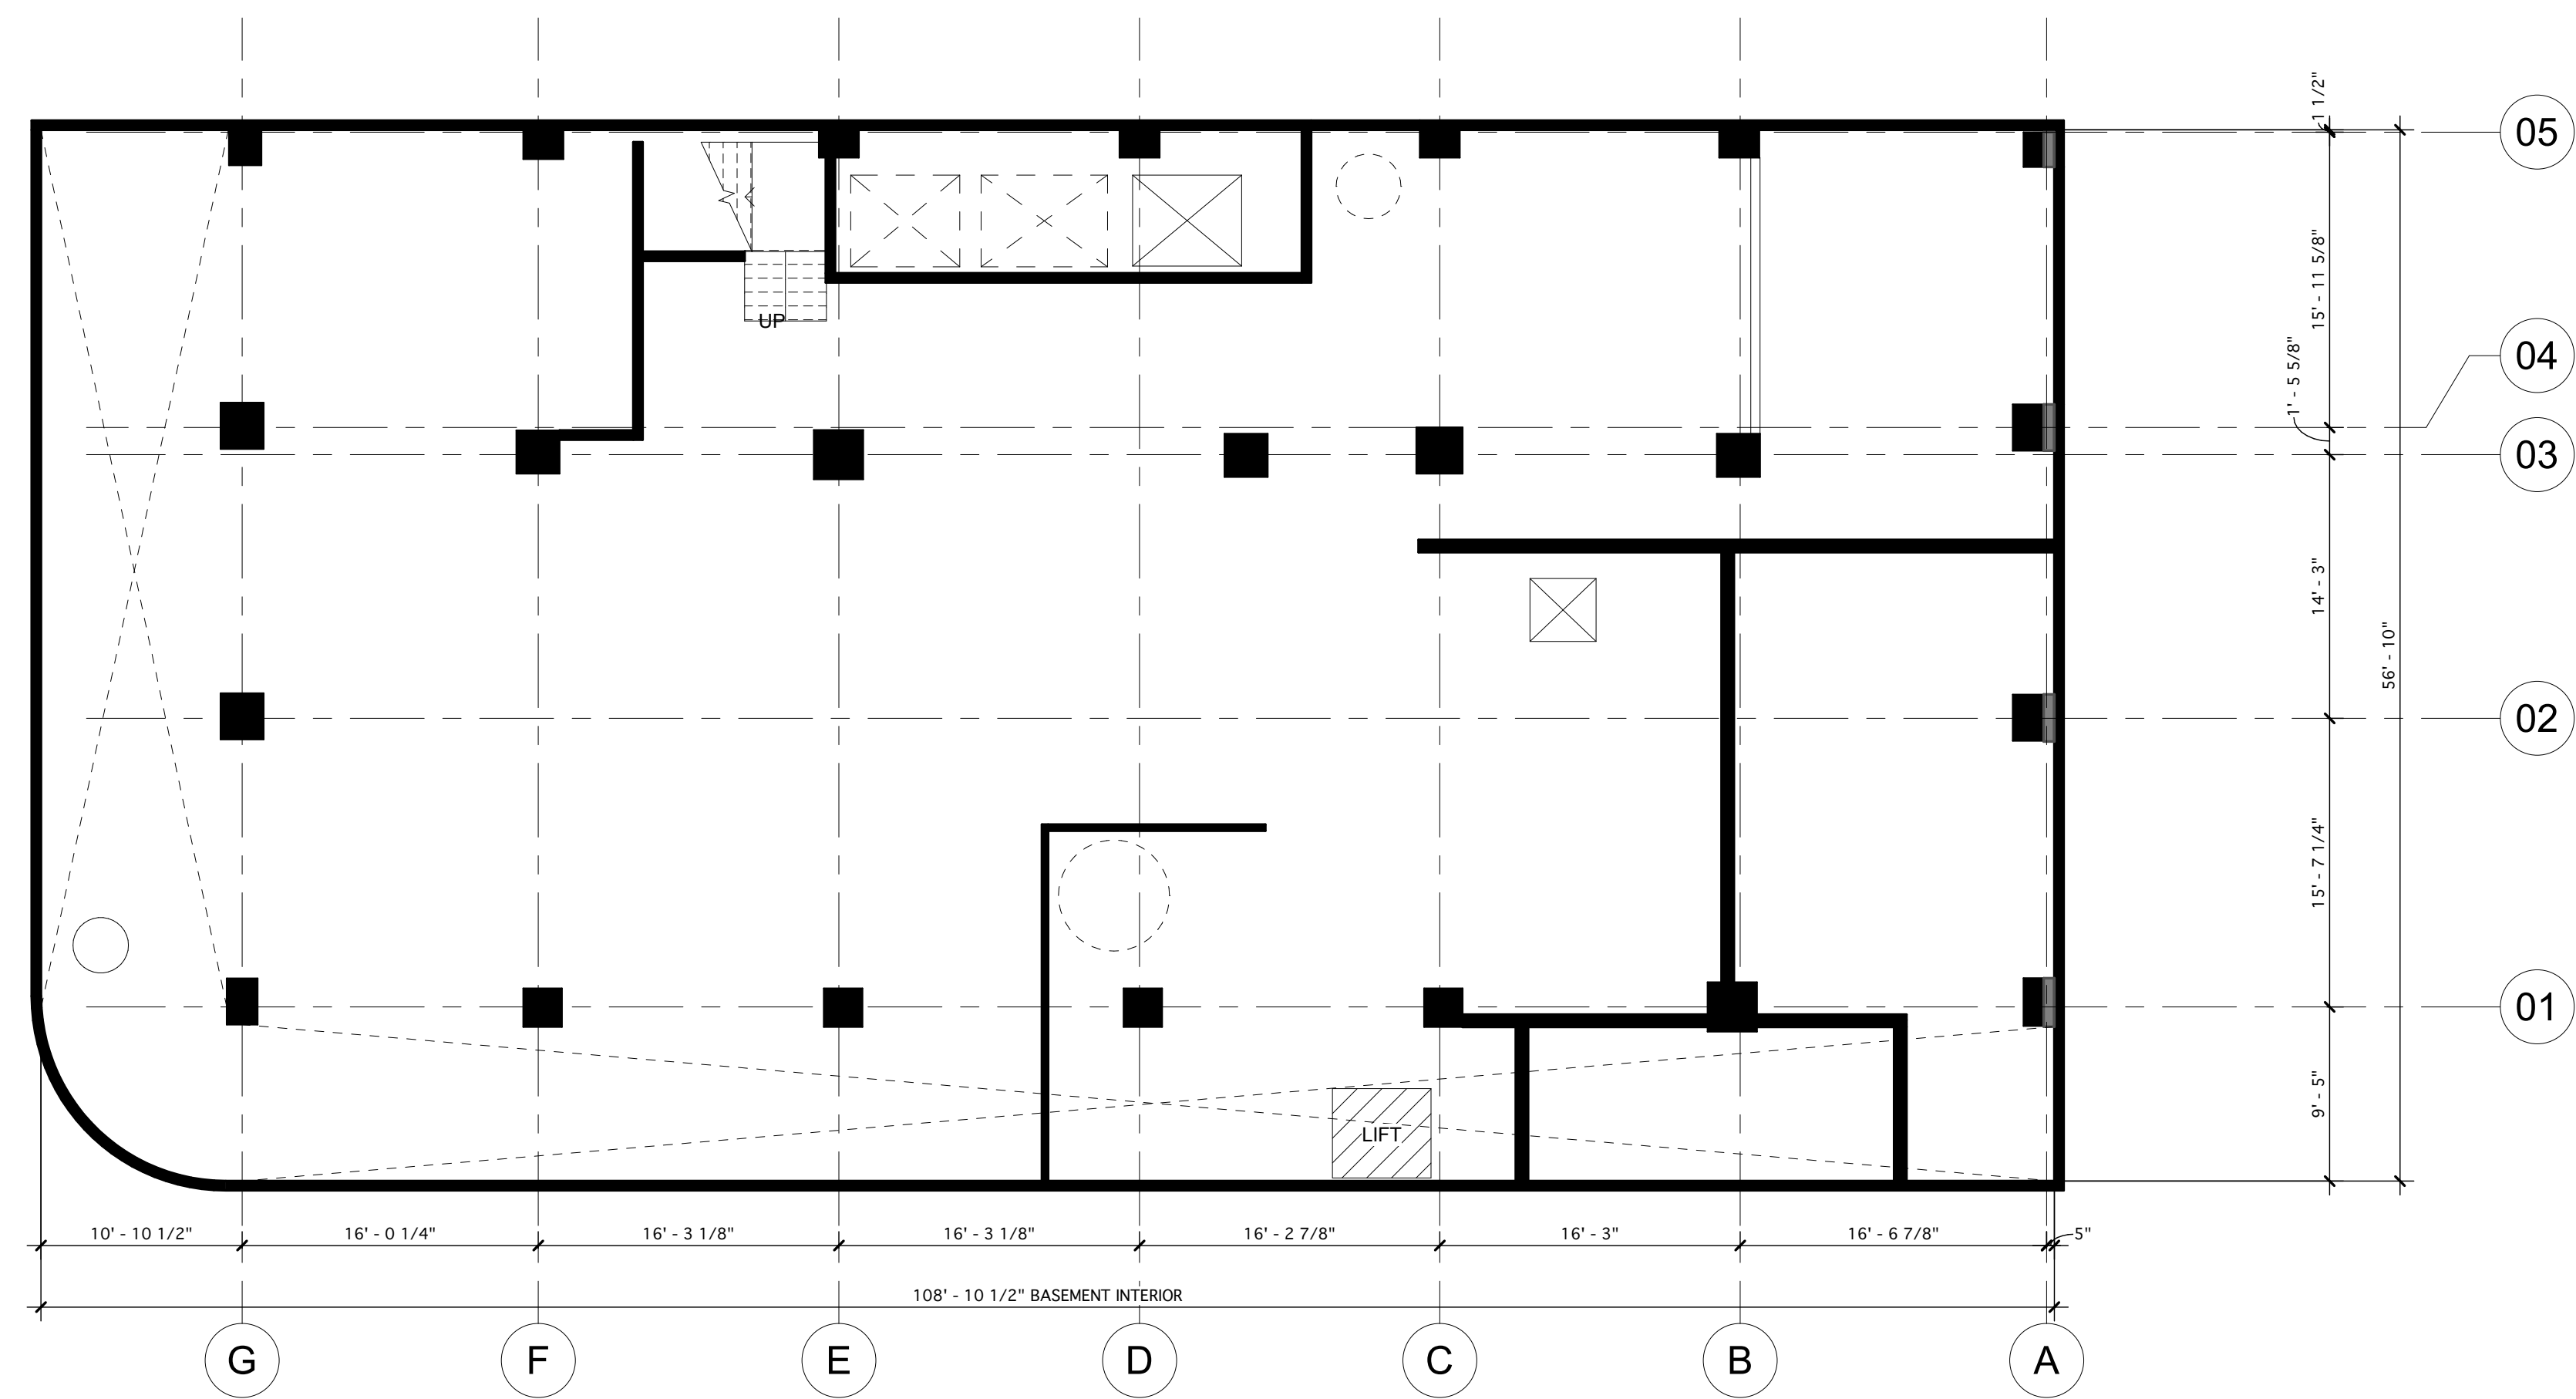 1 1/2"
05
15' - 11 5/8"
1' - 5 5/8"
04
03
UP
14' - 3"
56' - 10"
02
15' - 7 1/4"
01
9' - 5"
LIFT
10' - 10 1/2"
16' - 0 1/4"
16' - 3 1/8"
16' - 3 1/8"
16' - 2 7/8"
16' - 3"
16' - 6 7/8"
5"
108' - 10 1/2" BASEMENT INTERIOR
G
F
E
D
C
B
A